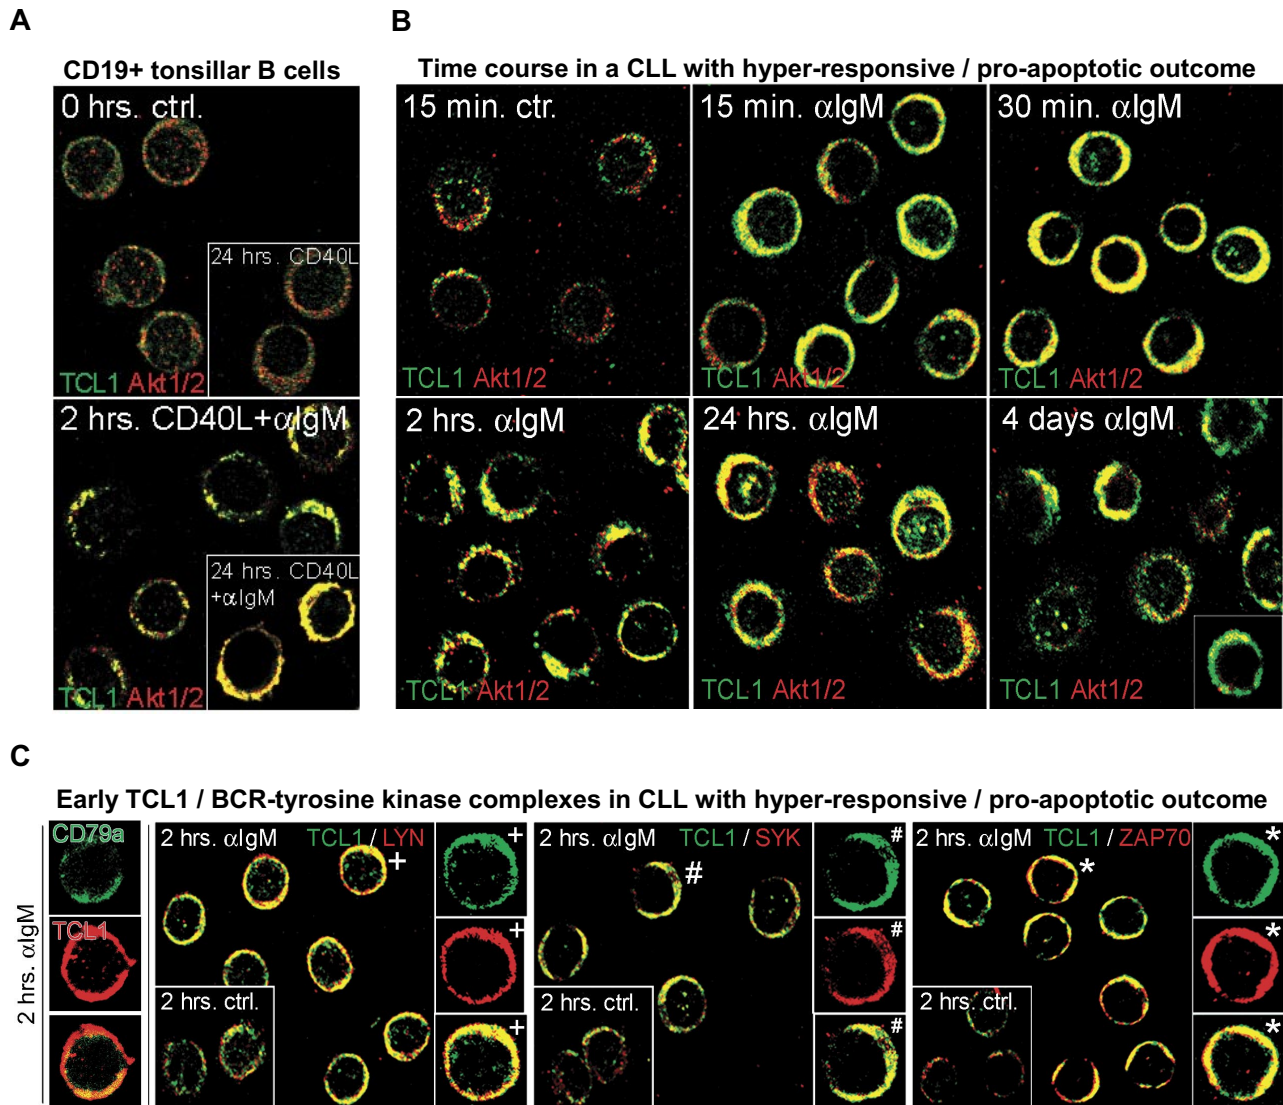 A
CD19+ tonsillar B cells
0 hrs. ctrl.
24 hrs. CD40L
TCL1 Akt1/2
2 hrs. CD40L+αIgM
24 hrs. CD40L
+αIgM
TCL1 Akt1/2
B
Time course in a CLL with hyper-responsive / pro-apoptotic outcome
15 min. ctr.
TCL1 Akt1/2
15 min. αIgM
TCL1 Akt1/2
30 min. αIgM
TCL1 Akt1/2
2 hrs. αIgM
TCL1 Akt1/2
24 hrs. αIgM
TCL1 Akt1/2
4 days αIgM
TCL1 Akt1/2
C
Early TCL1 / BCR-tyrosine kinase complexes in CLL with hyper-responsive / pro-apoptotic outcome
2 hrs. αIgM
CD79a
TCL1
2 hrs. αIgM TCL1 / LYN
+
2 hrs. ctrl.
+
+
+
2 hrs. αIgM TCL1 / SYK
#
2 hrs. ctrl.
#
#
#
2 hrs. αIgM TCL1 / ZAP70
*
2 hrs. ctrl.
*
*
*